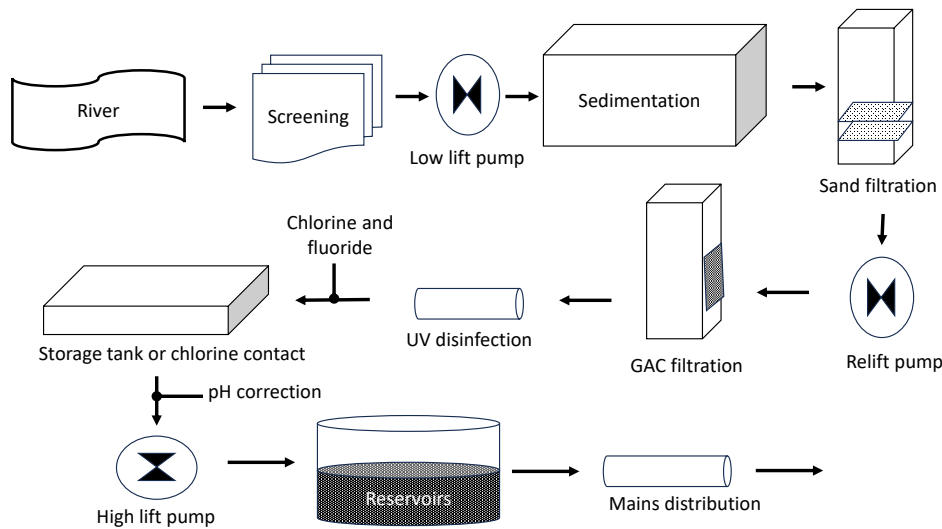 River
Screening
Low lift pump
Sedimentation
Sand filtration
Relift pump
GAC filtration
UV disinfection
Chlorine and
fluoride
Storage tank or chlorine contact
pH correction
High lift pump
Reservoirs
Mains distribution